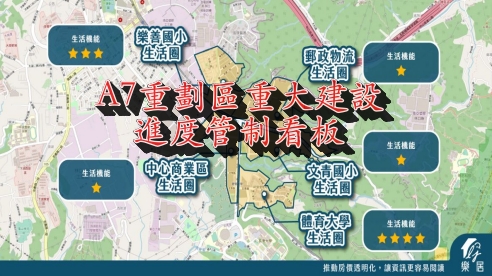 生活機能
★★★
樂善國小
生活圈
郵政物流
生活圈
生活機能
★
A7重劃區重大建設
進度管制看板
生活機能
★
中心商業區
生活圈
文青國小
生活圈
生活機能
★
體育大學
生活圈
生活機能
★★★★
推動房價透明化，讓資訊更容易閱讀
樂居